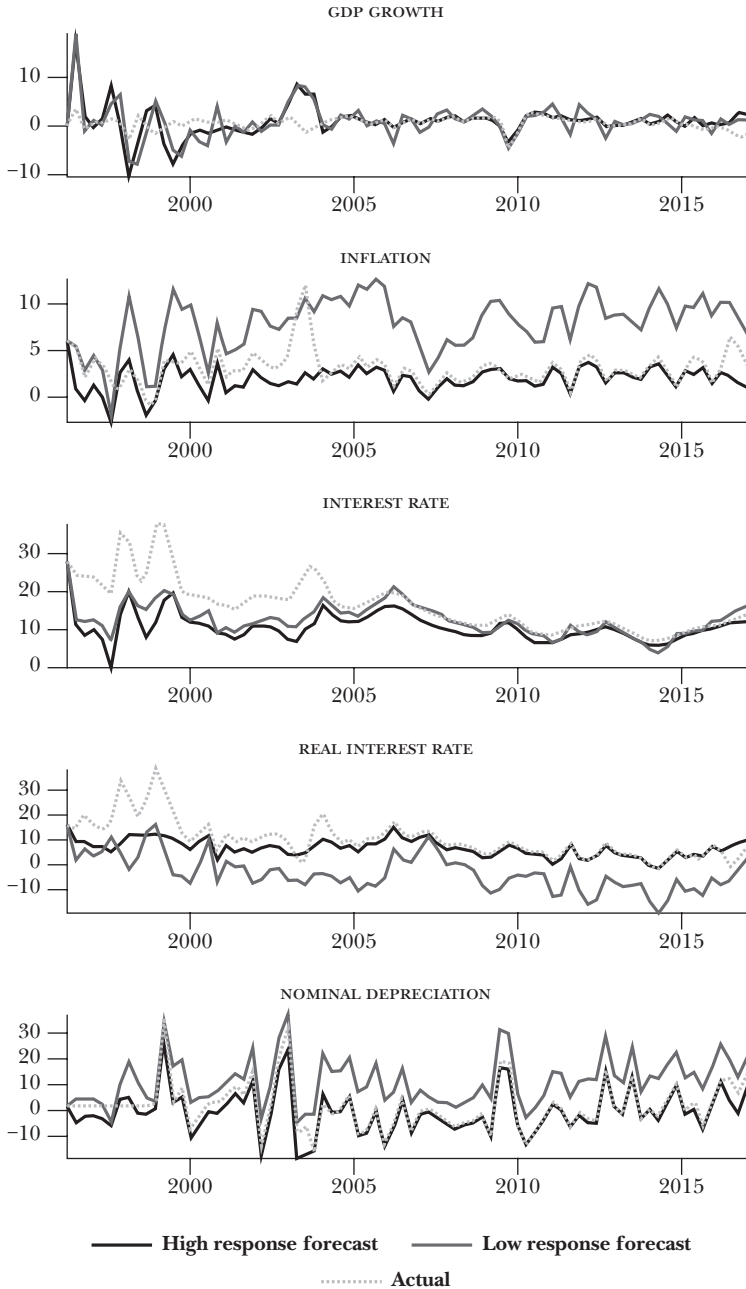 GDP GROWTH
10
0
−10
2000 2005 2010 2015
INFLATION
10
5
0
2000 2005 2010 2015
INTEREST RATE
30
20
10
0
2000 2005 2010 2015
REAL INTEREST RATE
30
20
10
0
−10
2000 2005 2010 2015
NOMINAL DEPRECIATION
30
20
10
0
−10
2000 2005 2010 2015
High response forecast Low response forecast
Actual